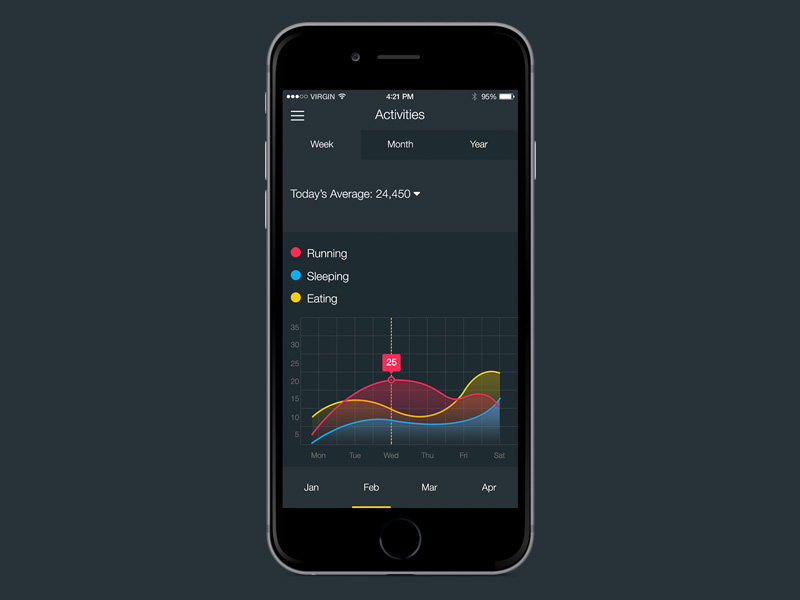 VIRGIN 4:21 PM 95%
Activities
Week Month Year
Today's Average: 24,450
Running
Sleeping
Eating
35
30
25
25
20
15
10
5
Mon Tue Wed Thu Fri Sat
Jan Feb Mar Apr